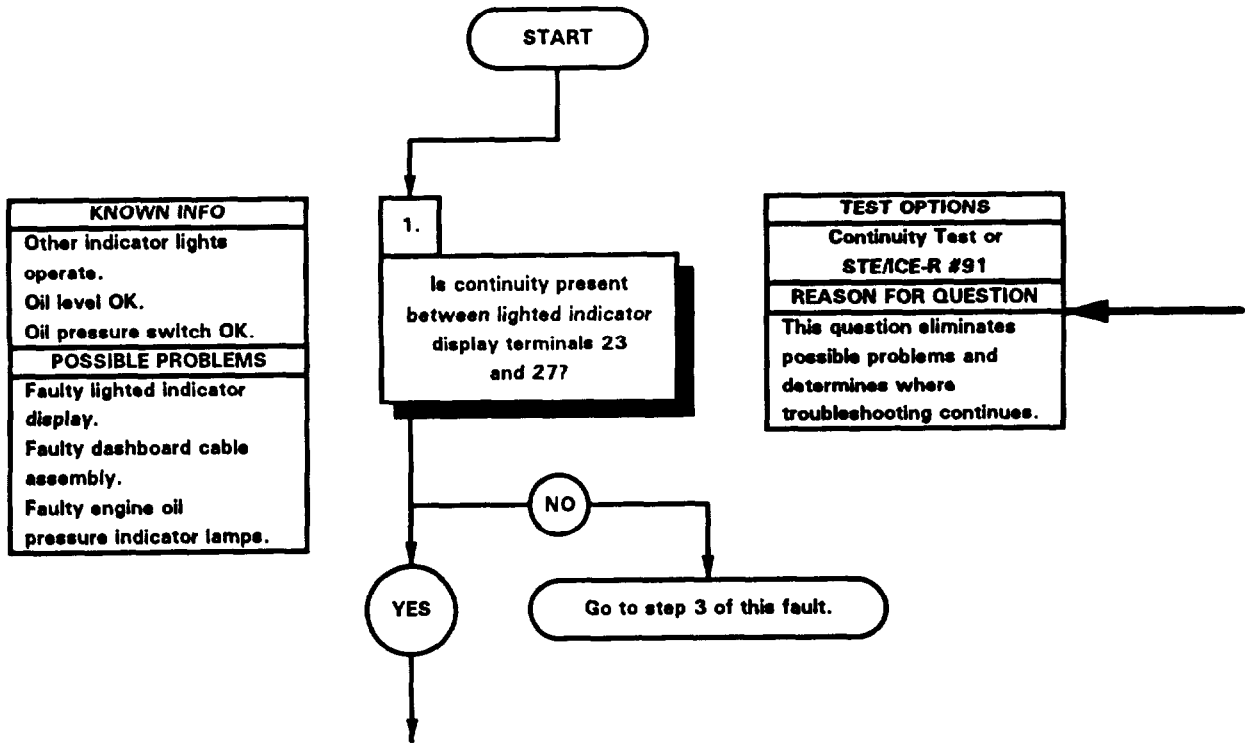 START
KNOWN INFO
Other indicator lights
operate.
Oil level OK.
Oil pressure switch OK.
POSSIBLE PROBLEMS
Faulty lighted indicator
display.
Faulty dashboard cable
assembly.
Faulty engine oil
pressure indicator lamps.
1.
Is continuity present
between lighted indicator
display terminals 23
and 27?
TEST OPTIONS
Continuity Test or
STE/ICE-R #91
REASON FOR QUESTION
This question eliminates
possible problems and
determines where
troubleshooting continues.
NO
YES
Go to step 3 of this fault.